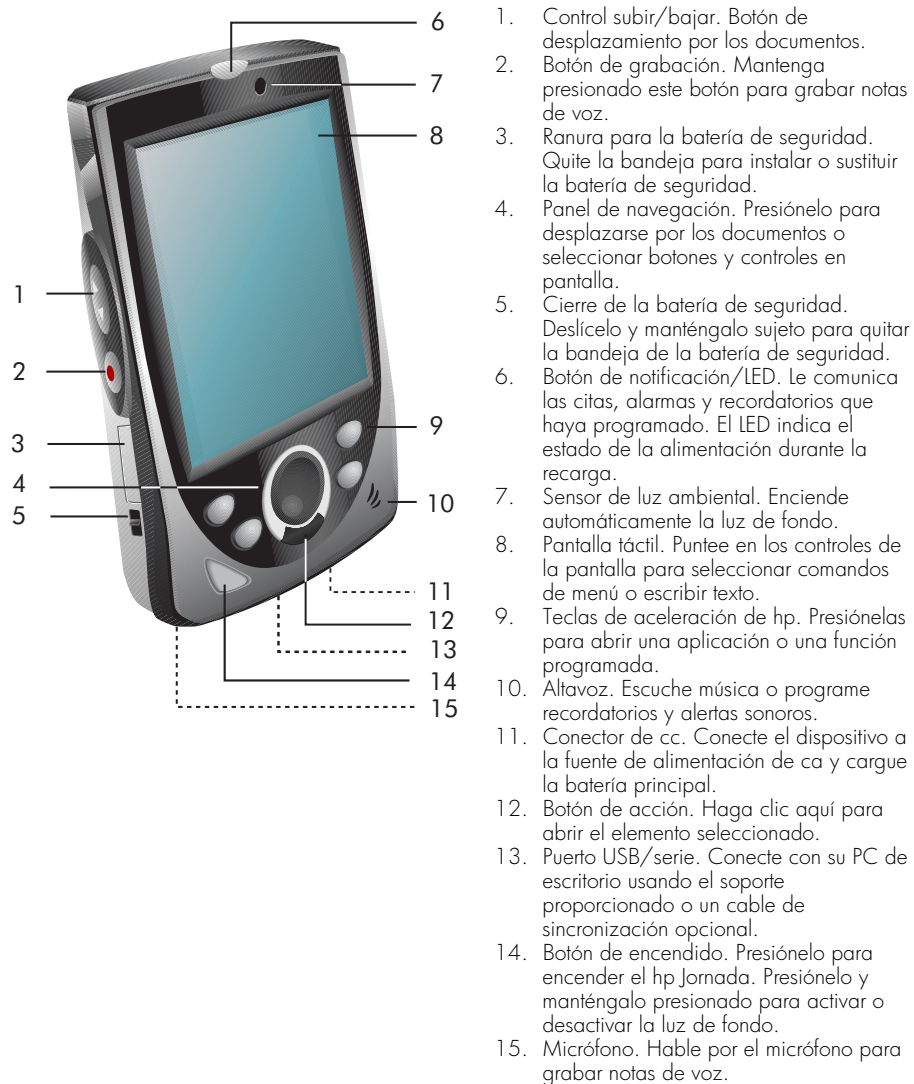 6
7
8
1
2
3
4
5
9
10
11
12
13
14
15
1. Control subir/bajar. Botón de
desplazamiento por los documentos.
2. Botón de grabación. Mantenga
presionado este botón para grabar notas
de voz.
3. Ranura para la batería de seguridad.
Quite la bandeja para instalar o sustituir
la batería de seguridad.
4. Panel de navegación. Presiónelo para
desplazarse por los documentos o
seleccionar botones y controles en
pantalla.
5. Cierre de la batería de seguridad.
Deslícelo y manténgalo sujeto para quitar
la bandeja de la batería de seguridad.
6. Botón de notificación/LED. Le comunica
las citas, alarmas y recordatorios que
haya programado. El LED indica el
estado de la alimentación durante la
recarga.
7. Sensor de luz ambiental. Enciende
automáticamente la luz de fondo.
8. Pantalla táctil. Puntee en los controles de
la pantalla para seleccionar comandos
de menú o escribir texto.
9. Teclas de aceleración de hp. Presiónelas
para abrir una aplicación o una función
programada.
10. Altavoz. Escuche música o programe
recordatorios y alertas sonoros.
11. Conector de cc. Conecte el dispositivo a
la fuente de alimentación de ca y cargue
la batería principal.
12. Botón de acción. Haga clic aquí para
abrir el elemento seleccionado.
13. Puerto USB/serie. Conecte con su PC de
escritorio usando el soporte
proporcionado o un cable de
sincronización opcional.
14. Botón de encendido. Presiónelo para
encender el hp Jornada. Presiónelo y
manténgalo presionado para activar o
desactivar la luz de fondo.
15. Micrófono. Hable por el micrófono para
grabar notas de voz.